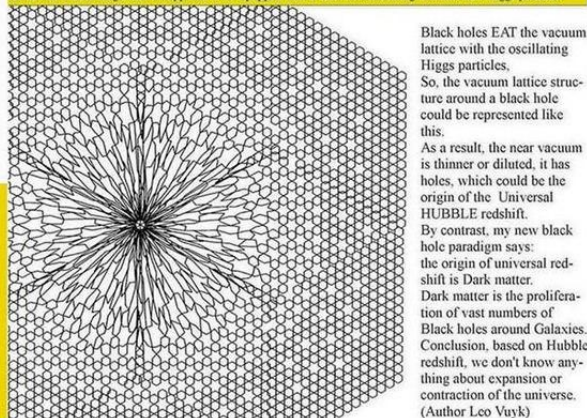 Black holes EAT the vacuum
lattice with the oscillating
Higgs particles,
So, the vacuum lattice struc-
ture around a black hole
could be represented like
this.
As a result, the near vacuum
is thinner or diluted, it has
holes, which could be the
origin of the Universal
HUBBLE redshift.
By contrast, my new black
hole paradigm says:
the origin of universal red-
shift is Dark matter.
Dark matter is the prolifera-
tion of vast numbers of
Black holes around Galaxies.
Conclusion, based on Hubble
redshift, we don't know any-
thing about expansion or
contraction of the universe.
(Author Leo Vuyk)